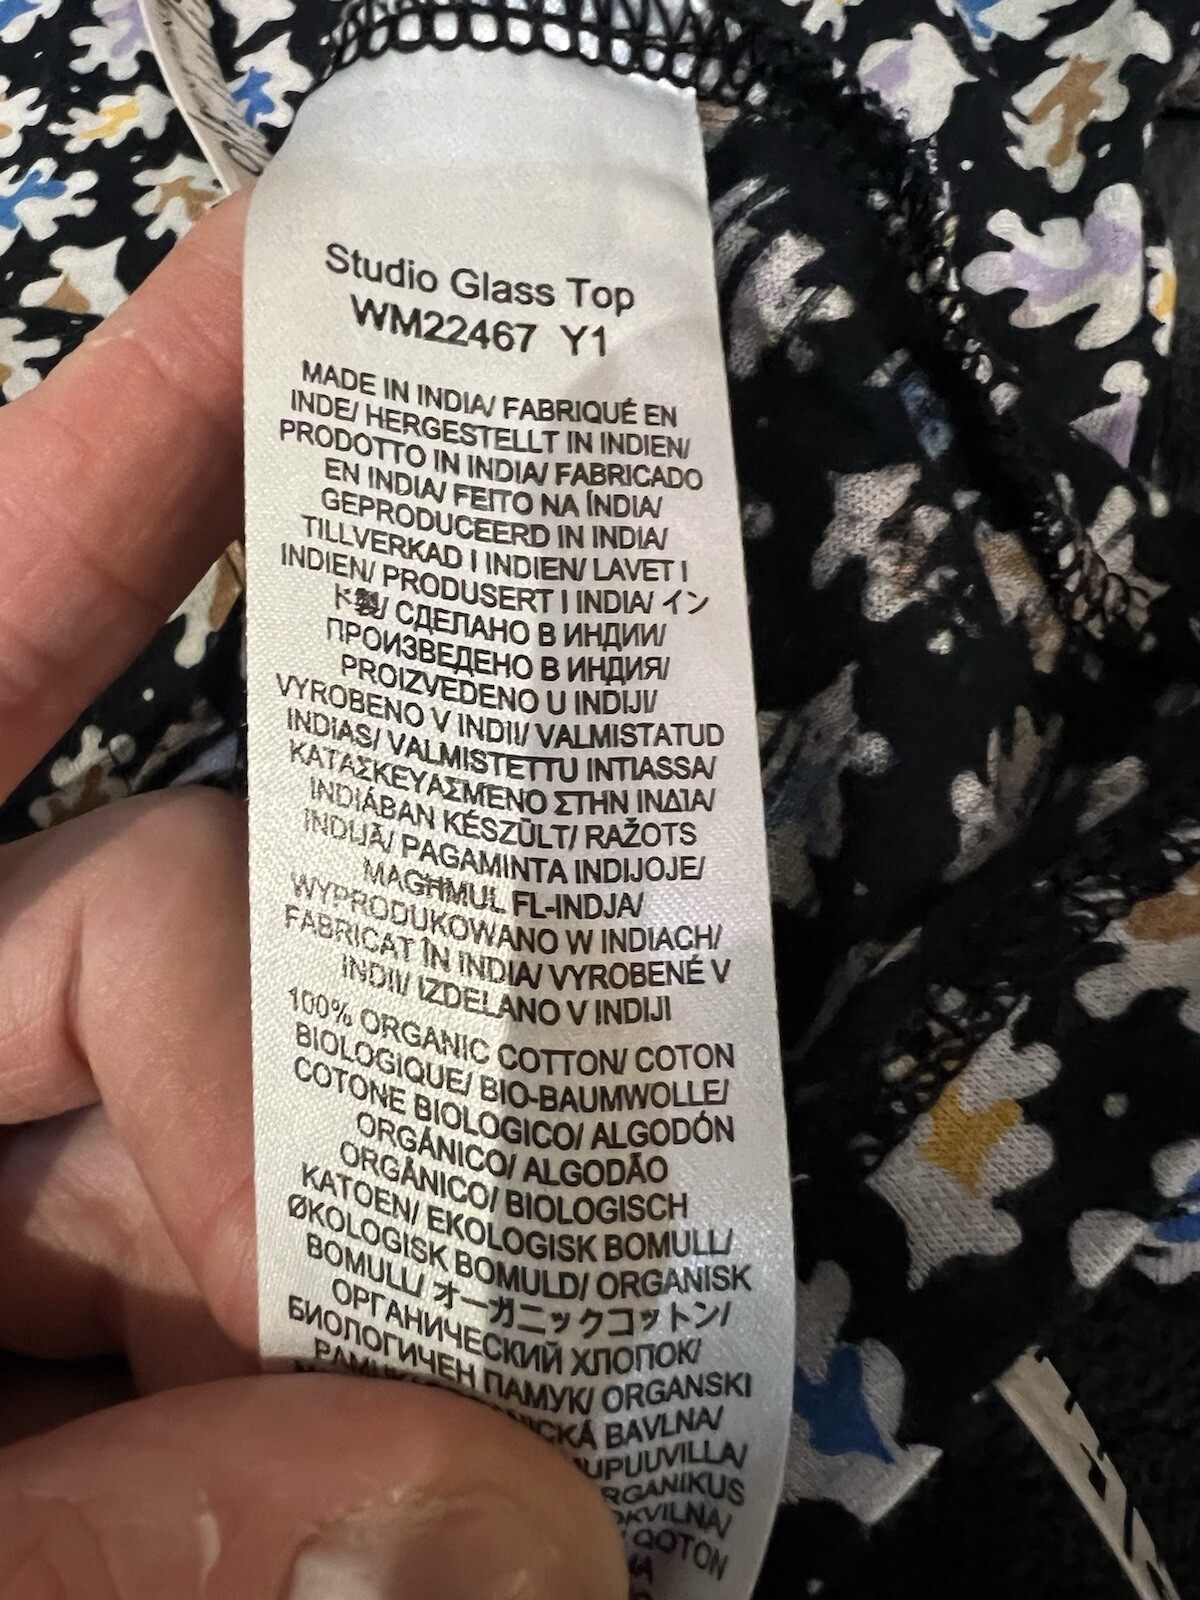 Studio Glass Top
WM22467 Y1
MADE IN INDIA/ FABRIQUÉ EN
INDE/ HERGESTELLT IN INDIEN/
PRODOTTO IN INDIA/ FABRICADO
EN INDIA/ FEITO NA ÍNDIA/
GEPRODUCEERD IN INDIA/
TILLVERKAD I INDIEN/ LAVET I
INDIEN/ PRODUSERT I INDIA/ イン
ド製/ СДЕЛАНО В ИНДИИ/
ПРОИЗВЕДЕНО В ИНДИЯ/
PROIZVEDENO U INDIJI/
VYROBENO V INDII/ VALMISTATUD
INDIAS/ VALMISTETTU INTIASSA/
ΚΑΤΑΣΚΕΥΑΣΜΕΝΟ ΣΤΗΝ ΙΝΔΙΑ/
INDIÁBAN KÉSZÜLT/ RAŽOTS
INDIJĀ/ PAGAMINTA INDIJOJE/
MAGĦMUL FL-INDJA/
WYPRODUKOWANO W INDIACH/
FABRICAT ÎN INDIA/ VYROBENÉ V
INDII/ IZDELANO V INDIJI
100% ORGANIC COTTON/ COTON
BIOLOGIQUE/ BIO-BAUMWOLLE/
COTONE BIOLOGICO/ ALGODÓN
ORGÁNICO/ ALGODÃO
ORGÂNICO/ BIOLOGISCH
KATOEN/ EKOLOGISK BOMULL/
ØKOLOGISK BOMULD/ ORGANISK
BOMULL/ オーガニックコットン/
ОРГАНИЧЕСКИЙ ХЛОПОК/
БИОЛОГИЧЕН ПАМУК/ ORGANSKI
BAVLNA/
QOTON